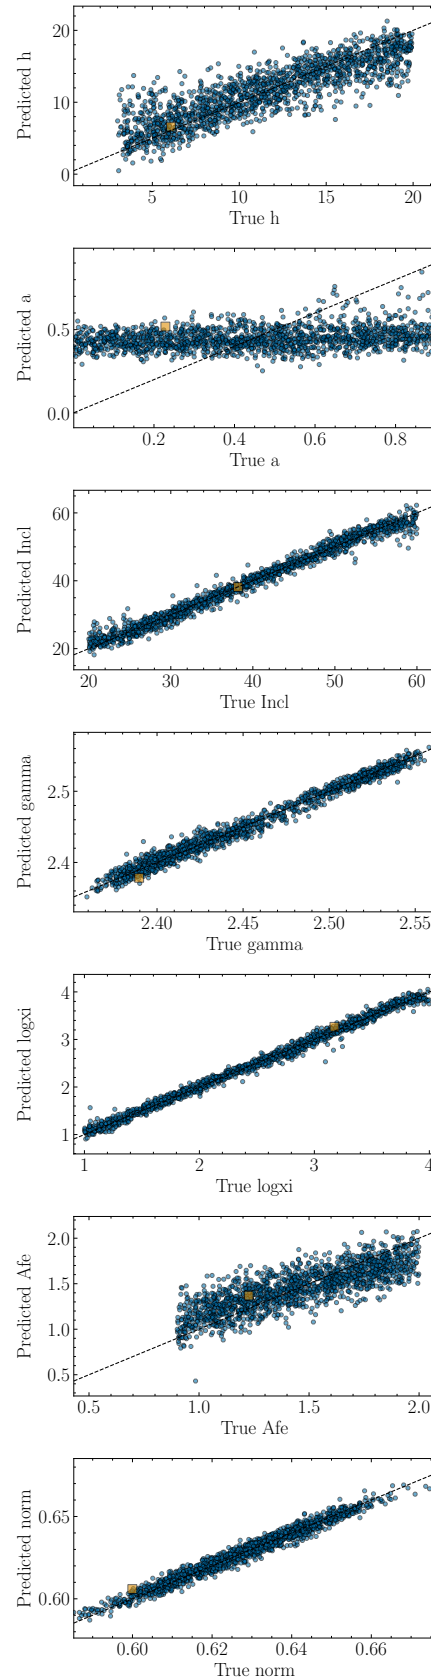 20
10
0
Predicted h
5 10 15 20
True h
0.5
0.0
Predicted a
0.2 0.4 0.6 0.8
True a
60
40
20
Predicted Incl
20 30 40 50 60
True Incl
2.5
2.4
Predicted gamma
2.40 2.45 2.50 2.55
True gamma
4
3
2
1
Predicted logxi
1 2 3 4
True logxi
2.0
1.5
1.0
0.5
Predicted Afe
0.5 1.0 1.5 2.0
True Afe
0.65
0.60
Predicted norm
0.60 0.62 0.64 0.66
True norm